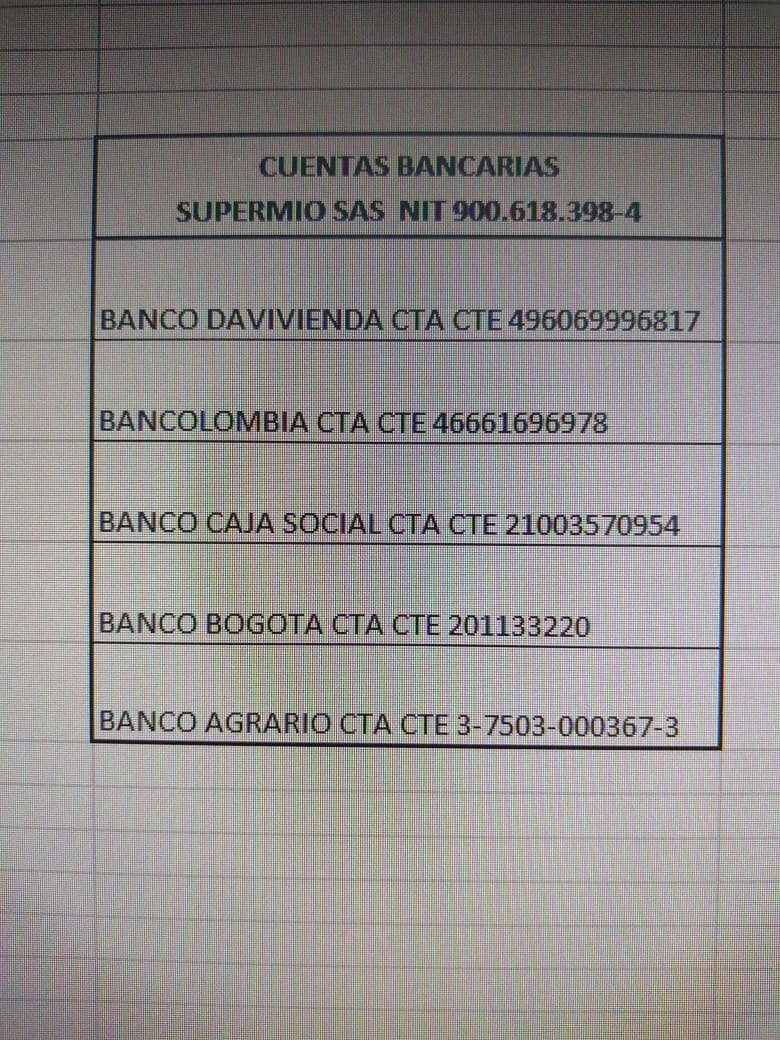 CUENTAS BANCARIAS
SUPERMIO SAS NIT 900.618.398-4
BANCO DAVIVIENDA CTA CTE 496069996817
BANCOLOMBIA CTA CTE 46661696978
BANCO CAJA SOCIAL CTA CTE 21003570954
BANCO BOGOTA CTA CTE 201133220
BANCO AGRARIO CTA CTE 3-7503-000367-3